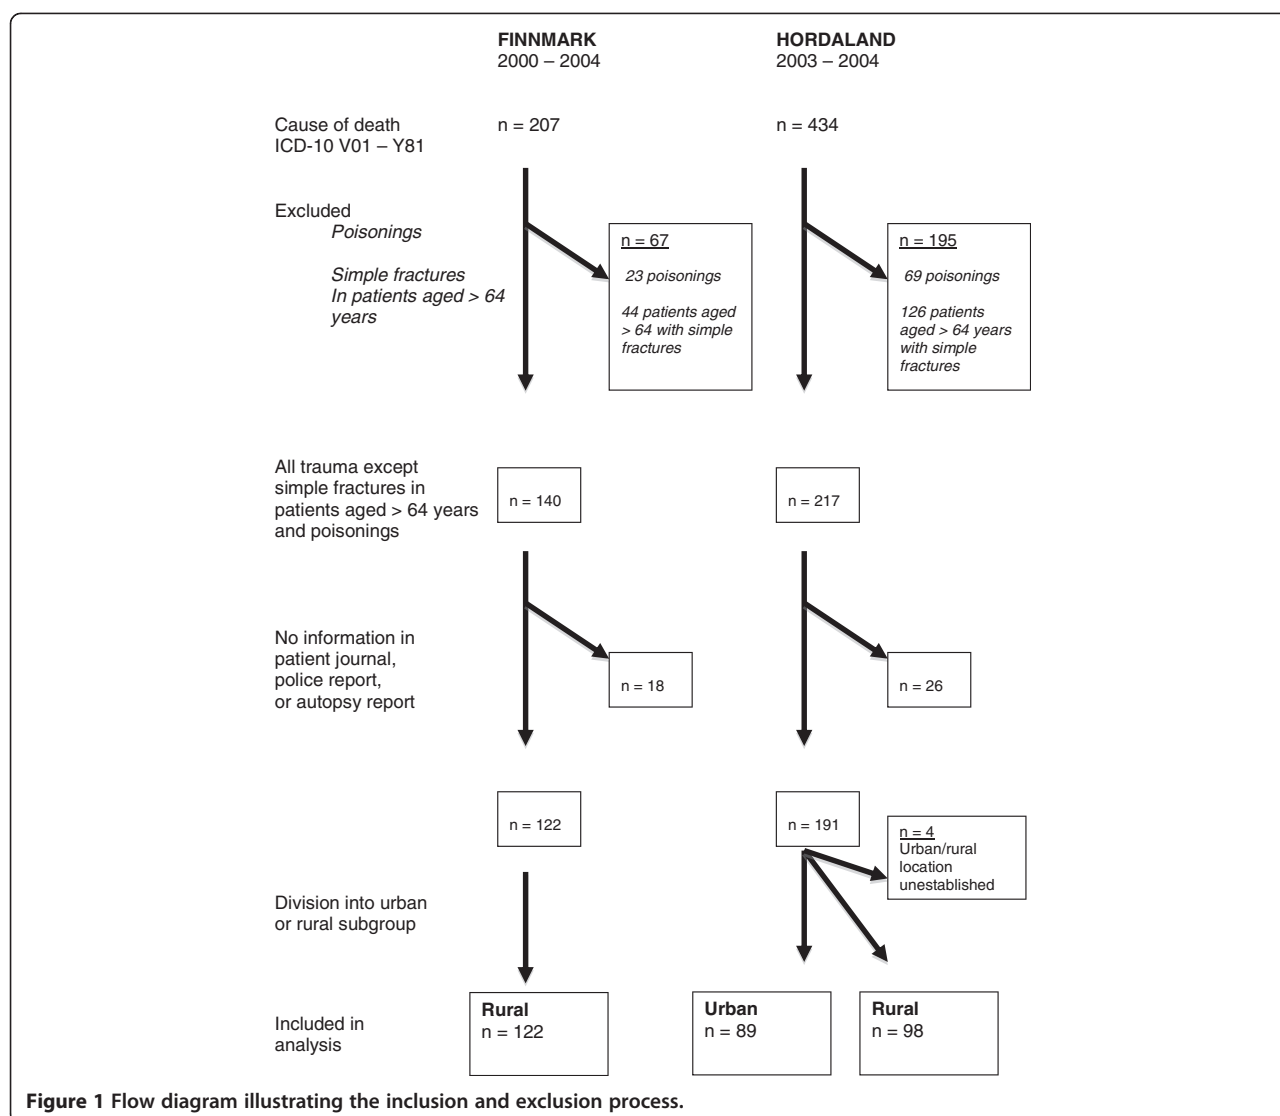 FINNMARK
2000 – 2004
HORDALAND
2003 – 2004
Cause of death
ICD-10 V01 – Y81
n = 207
n = 434
Excluded
Poisonings
Simple fractures
In patients aged > 64
years
n = 67
23 poisonings
44 patients aged
> 64 with simple
fractures
n = 195
69 poisonings
126 patients
aged > 64 years
with simple
fractures
All trauma except
simple fractures in
patients aged > 64 years
and poisonings
n = 140
n = 217
No information in
patient journal,
police report,
or autopsy report
n = 18
n = 26
n = 122
n = 191
n = 4
Urban/rural
location
unestablished
Division into urban
or rural subgroup
Included in
analysis
Rural
n = 122
Urban
n = 89
Rural
n = 98
Figure 1 Flow diagram illustrating the inclusion and exclusion process.